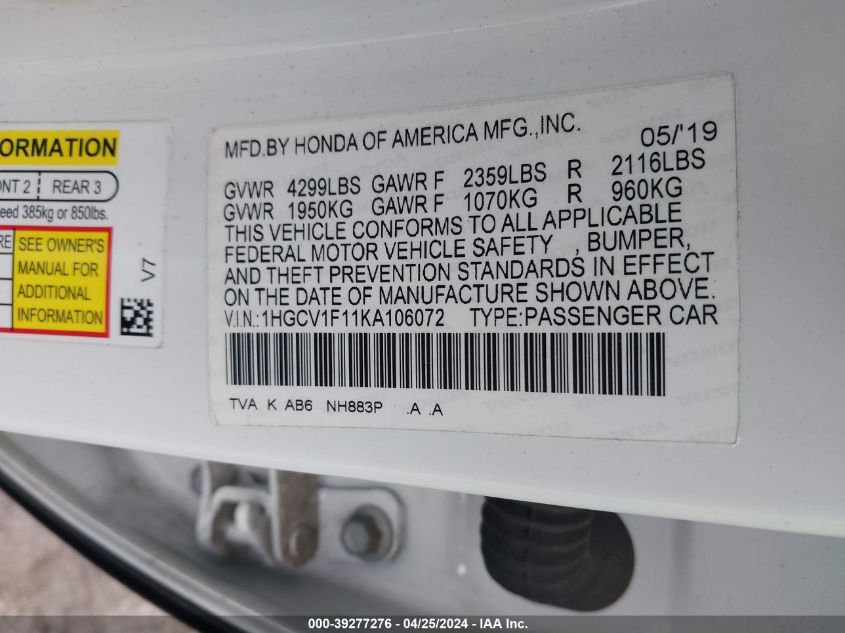 ORMATION
NT 2 REAR 3
eed 385kg or 850lbs.
RE
SEE OWNER'S
MANUAL FOR
ADDITIONAL
INFORMATION
V7
MFD.BY HONDA OF AMERICA MFG.,INC. 05/'19
GVWR 4299LBS GAWR F 2359LBS R 2116LBS
GVWR 1950KG GAWR F 1070KG R 960KG
THIS VEHICLE CONFORMS TO ALL APPLICABLE
FEDERAL MOTOR VEHICLE SAFETY , BUMPER,
AND THEFT PREVENTION STANDARDS IN EFFECT
ON THE DATE OF MANUFACTURE SHOWN ABOVE.
V.I.N.:1HGCV1F11KA106072 TYPE:PASSENGER CAR
TVA K AB6 NH883P .A .A
000-39277276 - 04/25/2024 - IAA Inc.